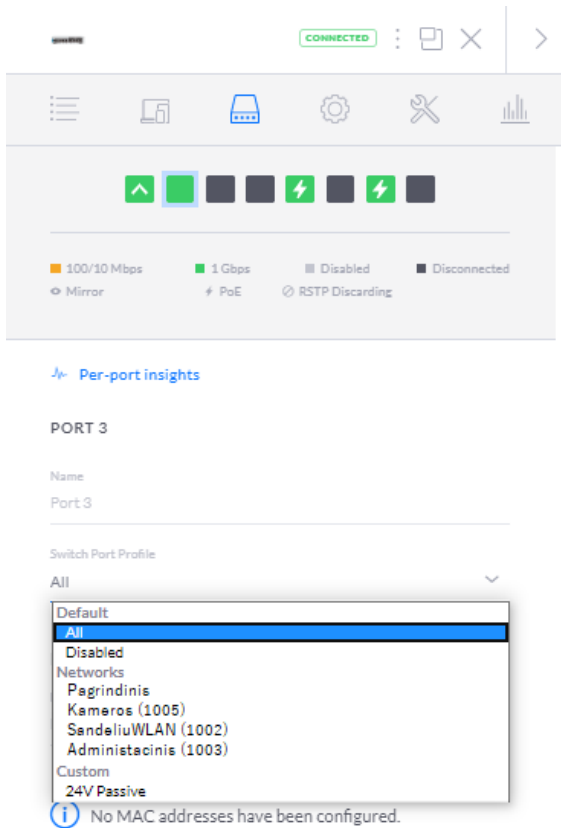 CONNECTED
100/10 Mbps 1 Gbps Disabled Disconnected
Mirror PoE RSTP Discarding
Per-port insights
PORT 3
Name
Port 3
Switch Port Profile
All
Default
All
Disabled
Networks
Pagrindinis
Kameros (1005)
SandeliuWLAN (1002)
Administacinis (1003)
Custom
24V Passive
No MAC addresses have been configured.